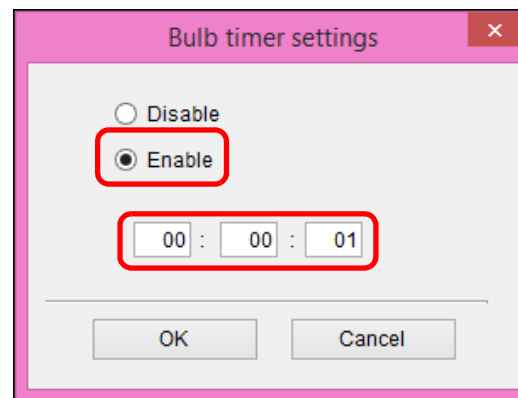 Bulb timer settings
Disable
Enable
00 : 00 : 01
OK Cancel